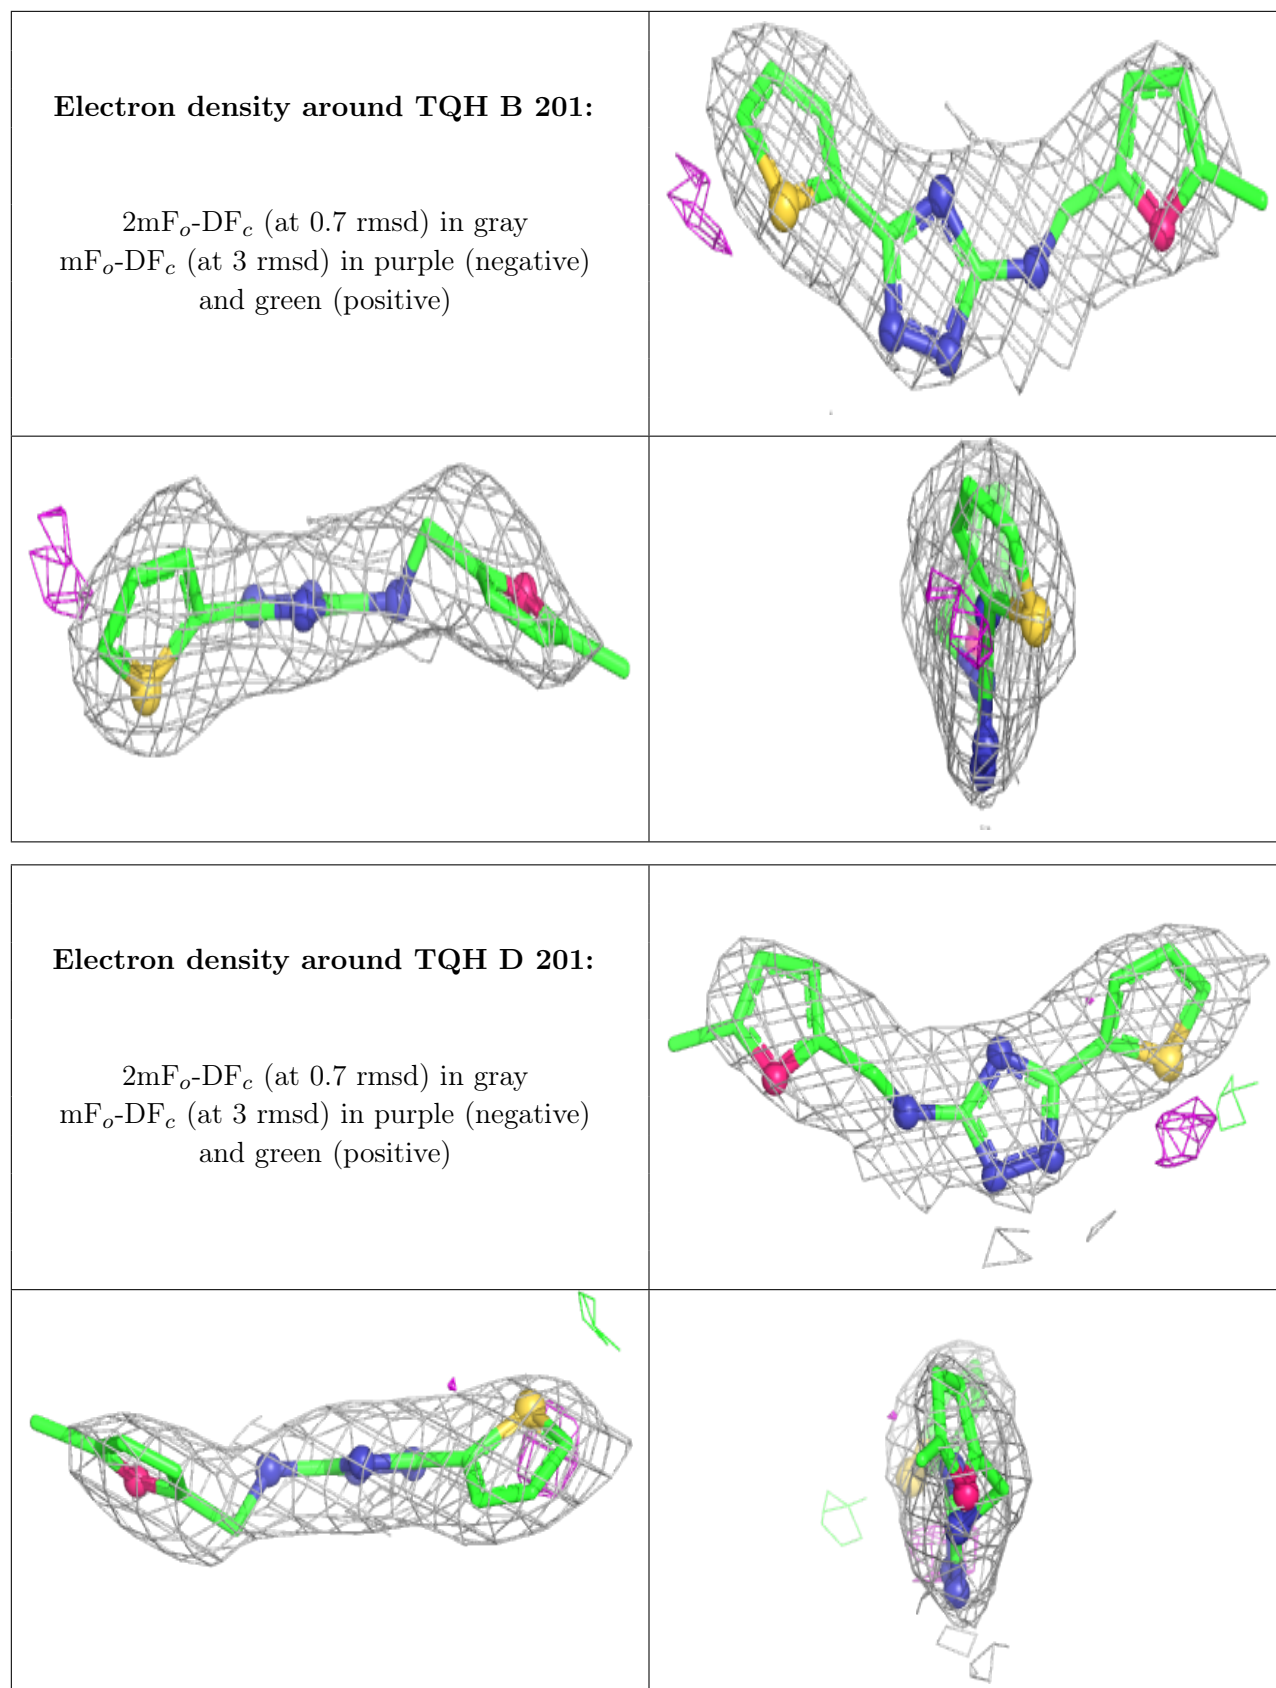 Electron density around TQH B 201:
2mFₒ-DF𝒸 (at 0.7 rmsd) in gray
mFₒ-DF𝒸 (at 3 rmsd) in purple (negative)
and green (positive)
Electron density around TQH D 201:
2mFₒ-DF𝒸 (at 0.7 rmsd) in gray
mFₒ-DF𝒸 (at 3 rmsd) in purple (negative)
and green (positive)